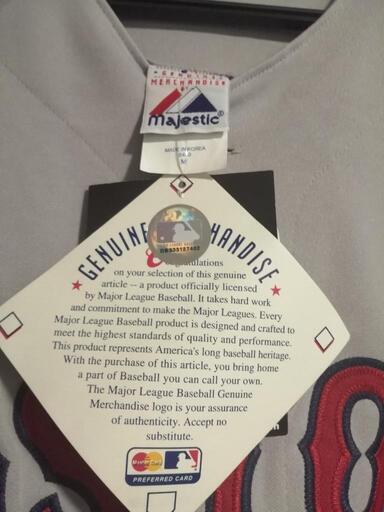 GENUINE
MERCHANDISE
Majestic®
MADE IN KOREA
M
GENUINE
on your selection of this genuine
article -- a product officially licensed
by Major League Baseball. It takes hard work
and commitment to make the Major Leagues. Every
Major League Baseball product is designed and crafted to
meet the highest standards of quality and performance.
This product represents America's long baseball heritage.
With the purchase of this article, you bring home
a part of Baseball you can call your own.
The Major League Baseball Genuine
Merchandise logo is your assurance
of authenticity. Accept no
substitute.
MasterCard
PREFERRED CARD